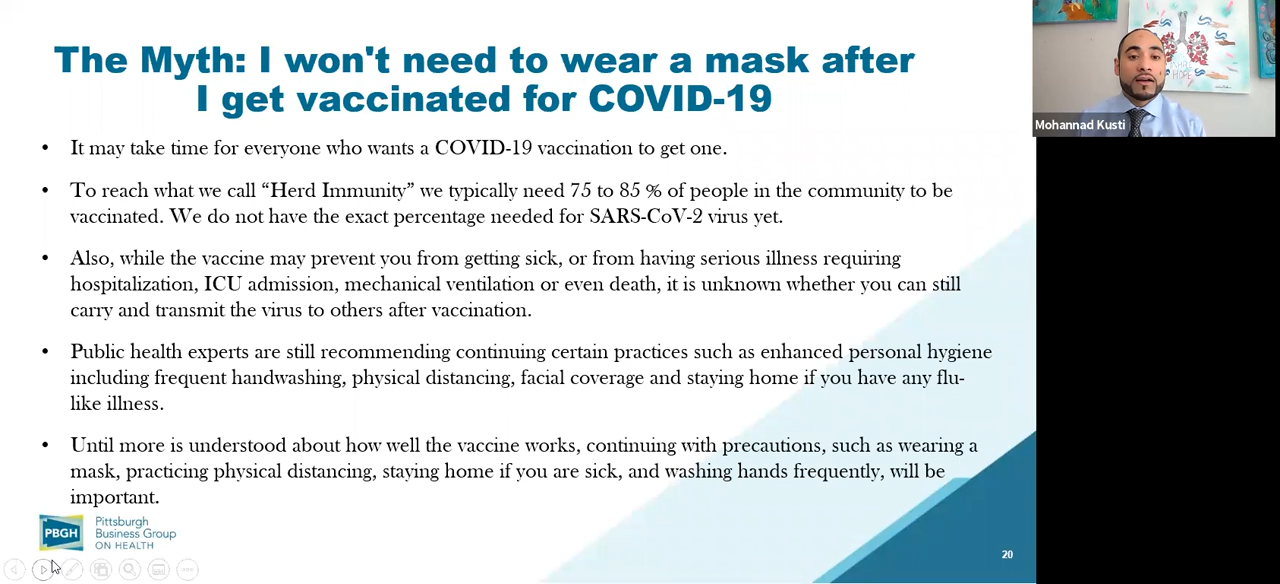 The Myth: I won't need to wear a mask after
I get vaccinated for COVID-19
• It may take time for everyone who wants a COVID-19 vaccination to get one.
• To reach what we call “Herd Immunity” we typically need 75 to 85 % of people in the community to be
vaccinated. We do not have the exact percentage needed for SARS-CoV-2 virus yet.
• Also, while the vaccine may prevent you from getting sick, or from having serious illness requiring
hospitalization, ICU admission, mechanical ventilation or even death, it is unknown whether you can still
carry and transmit the virus to others after vaccination.
• Public health experts are still recommending continuing certain practices such as enhanced personal hygiene
including frequent handwashing, physical distancing, facial coverage and staying home if you have any flu-
like illness.
• Until more is understood about how well the vaccine works, continuing with precautions, such as wearing a
mask, practicing physical distancing, staying home if you are sick, and washing hands frequently, will be
important.
PBGH
Pittsburgh
Business Group
ON HEALTH
20
Mohannad Kusti
HOPE